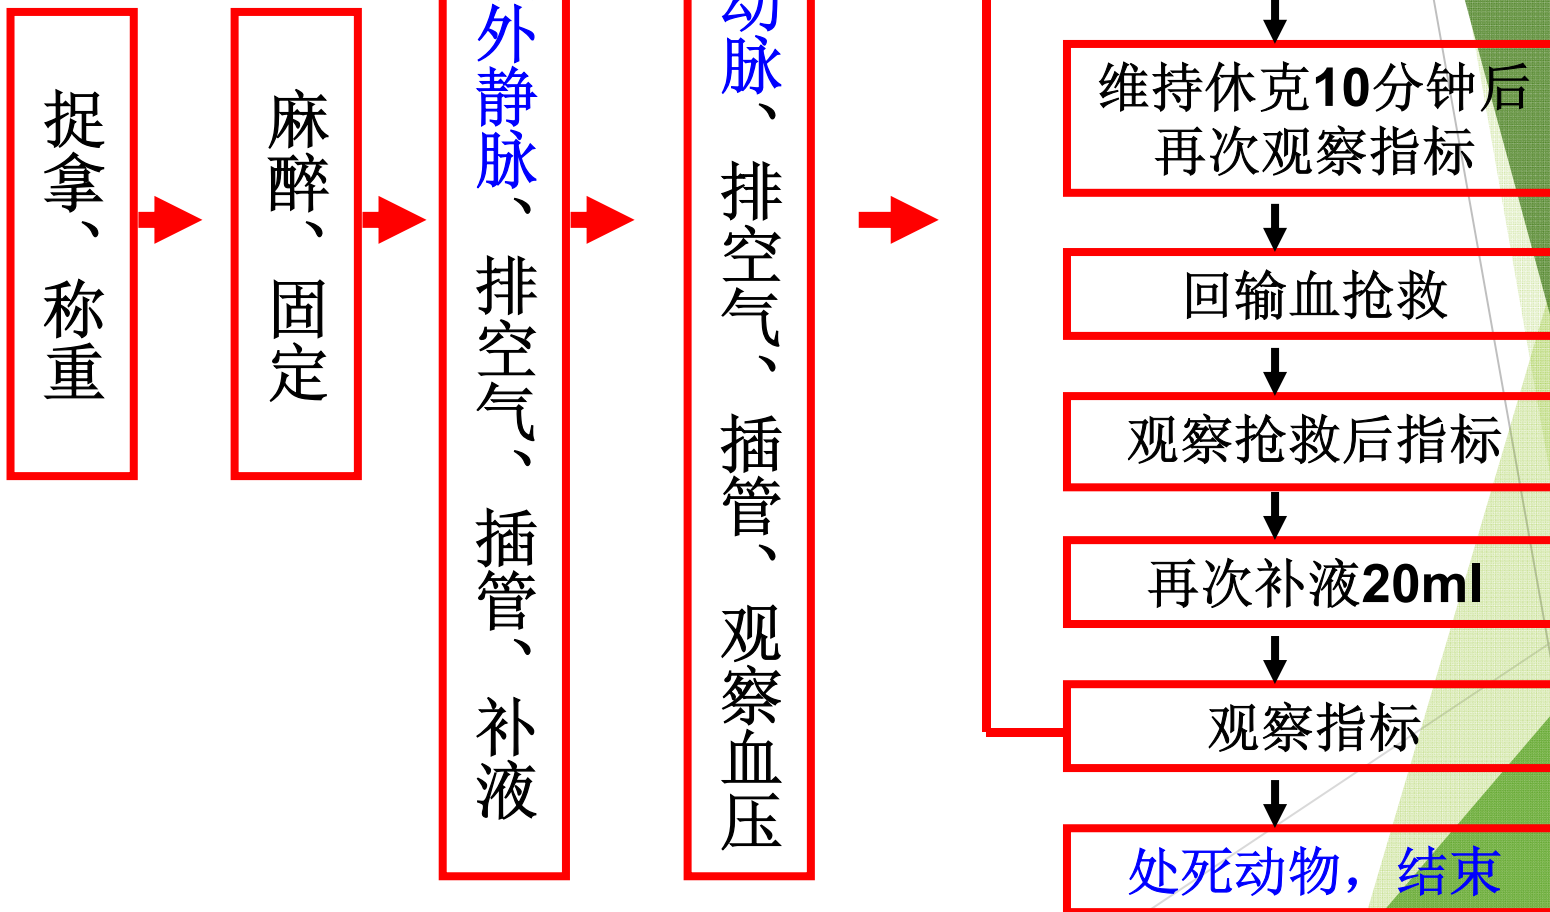 捉拿、称重
麻醉、固定
外静脉、排空气、插管、补液
动脉、排空气、插管、观察血压
维持休克10分钟后
再次观察指标
回输血抢救
观察抢救后指标
再次补液20ml
观察指标
处死动物，结束